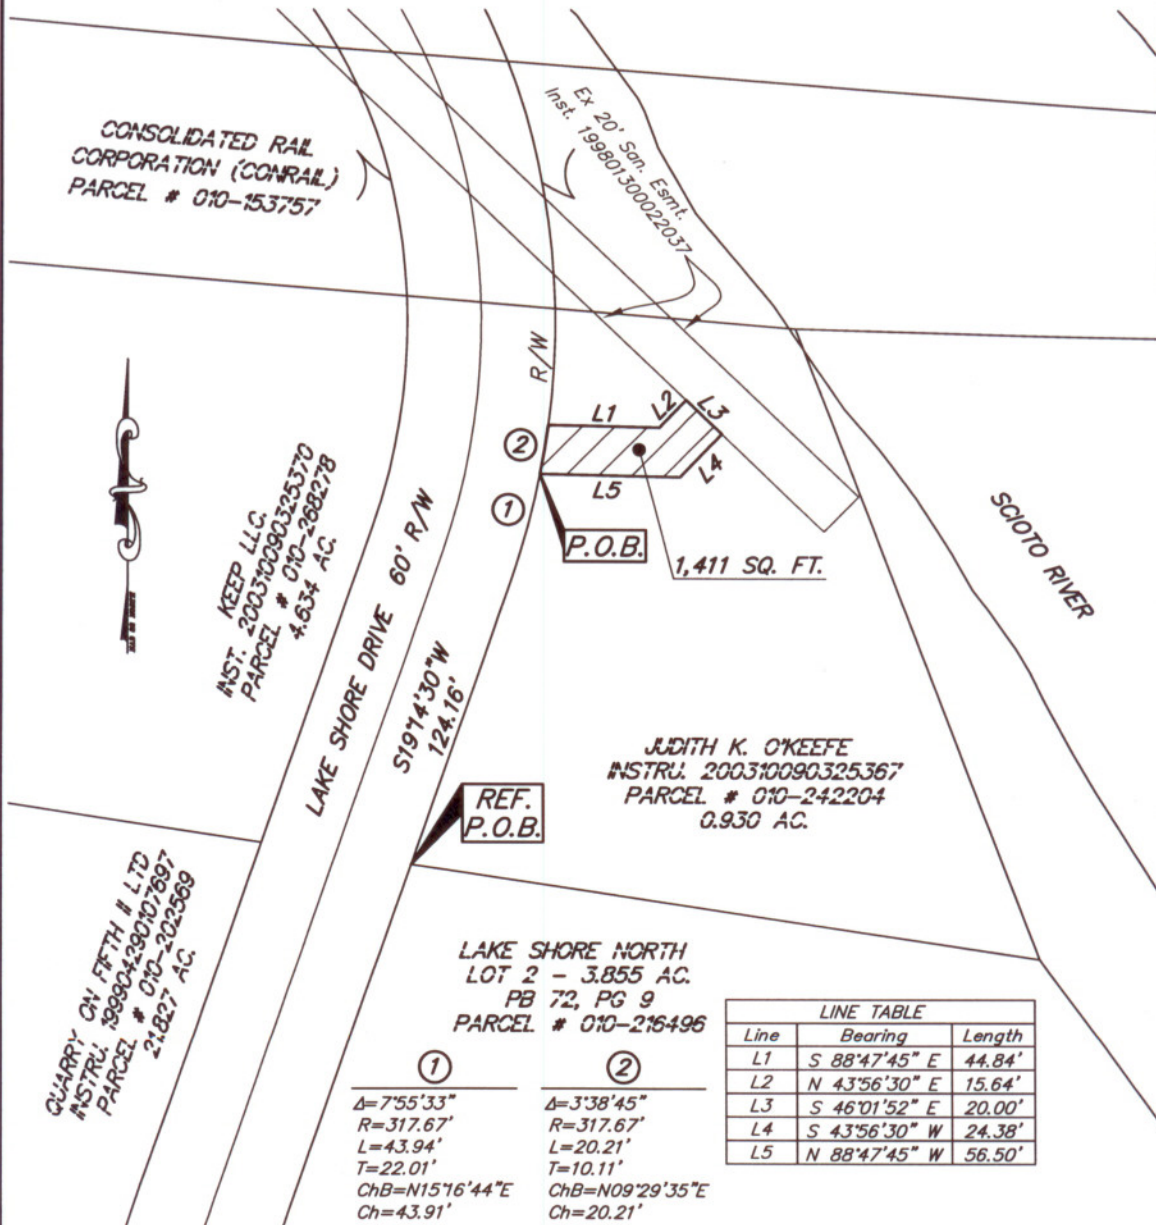 CONSOLIDATED RAIL
CORPORATION (CONRAIL)
PARCEL # 010-153757
Ex 20' San. Esmt.
Inst. 199801300022037
R/W
L1
L2
L3
L4
L5
②
①
P.O.B.
1,411 SQ. FT.
SCIOTO RIVER
KEEP LLC.
INST. 200310090325370
PARCEL # 010-268278
4.634 AC.
LAKE SHORE DRIVE 60' R/W
S19°14'30"W
124.16'
REF.
P.O.B.
JUDITH K. O'KEEFE
INSTRU. 200310090325367
PARCEL # 010-242204
0.930 AC.
QUARRY ON FIFTH II LTD
INSTRU. 199904290107697
PARCEL # 010-202569
21.827 AC.
LAKE SHORE NORTH
LOT 2 - 3.855 AC.
PB 72, PG 9
PARCEL # 010-216496
①
Δ=7°55'33"
R=317.67'
L=43.94'
T=22.01'
ChB=N15°16'44"E
Ch=43.91'
②
Δ=3°38'45"
R=317.67'
L=20.21'
T=10.11'
ChB=N09°29'35"E
Ch=20.21'
LINE TABLE
Line Bearing Length
L1 S 88°47'45" E 44.84'
L2 N 43°56'30" E 15.64'
L3 S 46°01'52" E 20.00'
L4 S 43°56'30" W 24.38'
L5 N 88°47'45" W 56.50'